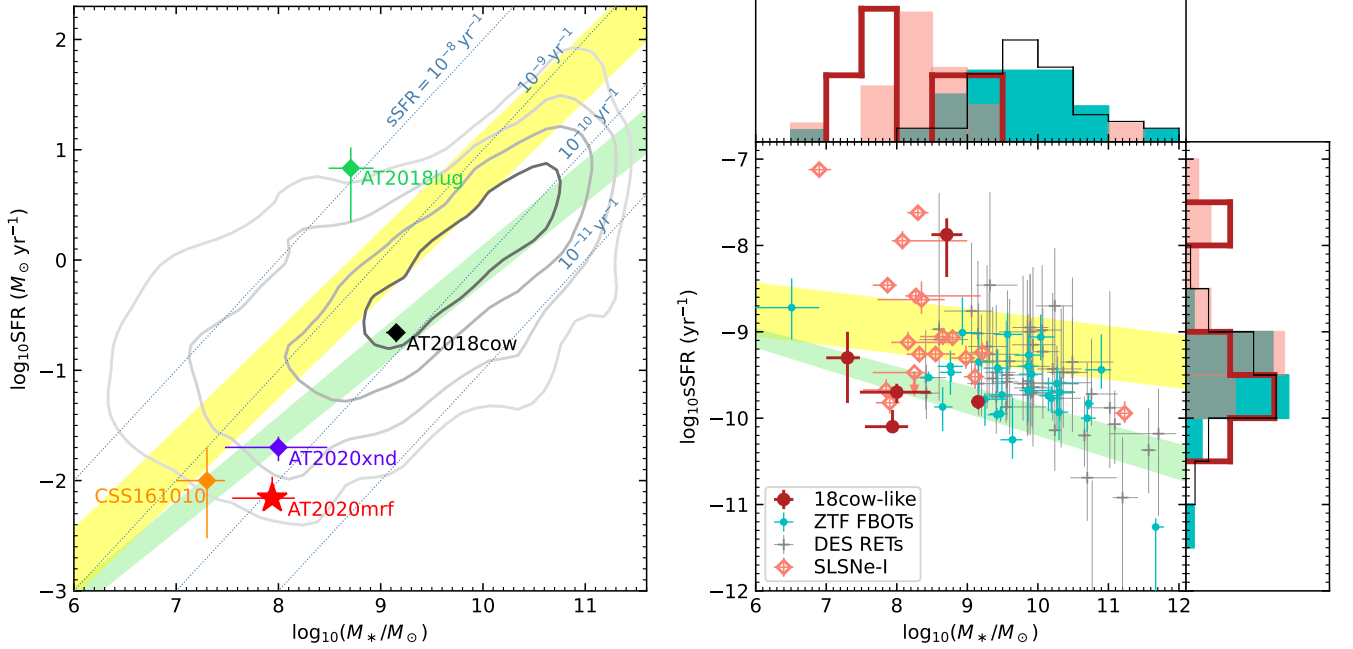 2
1
0
−1
−2
−3
6
7
8
9
10
11
log₁₀(M∗/M⊙)
log₁₀SFR (M⊙ yr⁻¹)
sSFR = 10⁻⁸ yr⁻¹
10⁻⁹ yr⁻¹
10⁻¹⁰ yr⁻¹
10⁻¹¹ yr⁻¹
AT2018lug
AT2018cow
AT2020xnd
CSS161010
AT2020mrf
−7
−8
−9
−10
−11
−12
6
7
8
9
10
11
12
log₁₀(M∗/M⊙)
log₁₀sSFR (yr⁻¹)
18cow-like
ZTF FBOTs
DES RETs
SLSNe-I